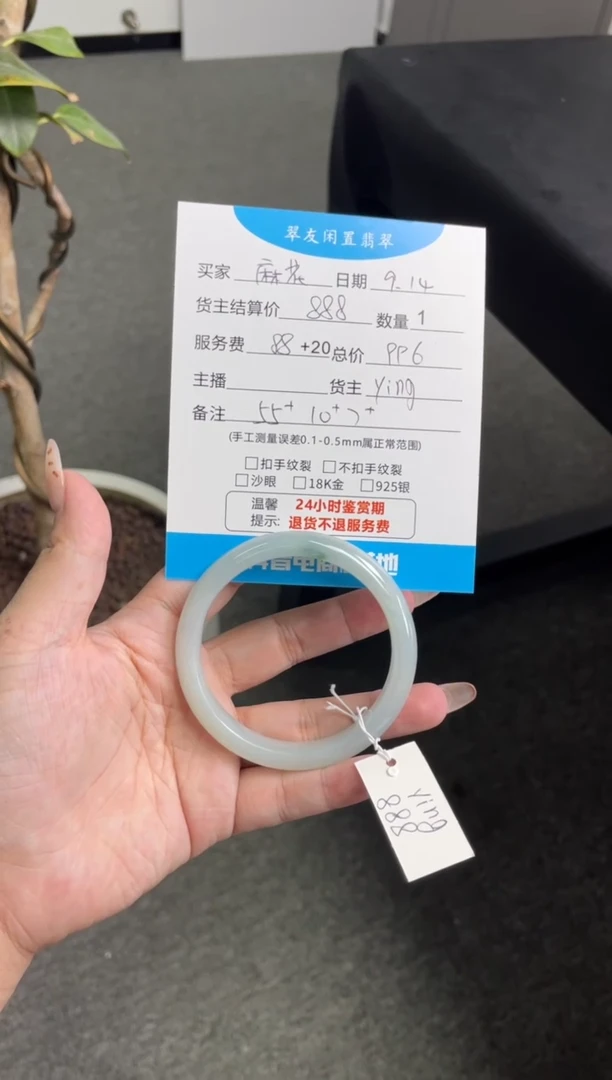 翠友闲置翡翠
买家 麻花 日期 9.14
货主结算价 888 数量 1
服务费 88 +20 总价 996
主播 货主 ying
备注 55+ 10+ 7+
(手工测量误差0.1-0.5mm属正常范围)
□扣手纹裂 □不扣手纹裂
□沙眼 □18K金 □925银
温馨 24小时鉴赏期
提示: 退货不退服务费
地
ying
888